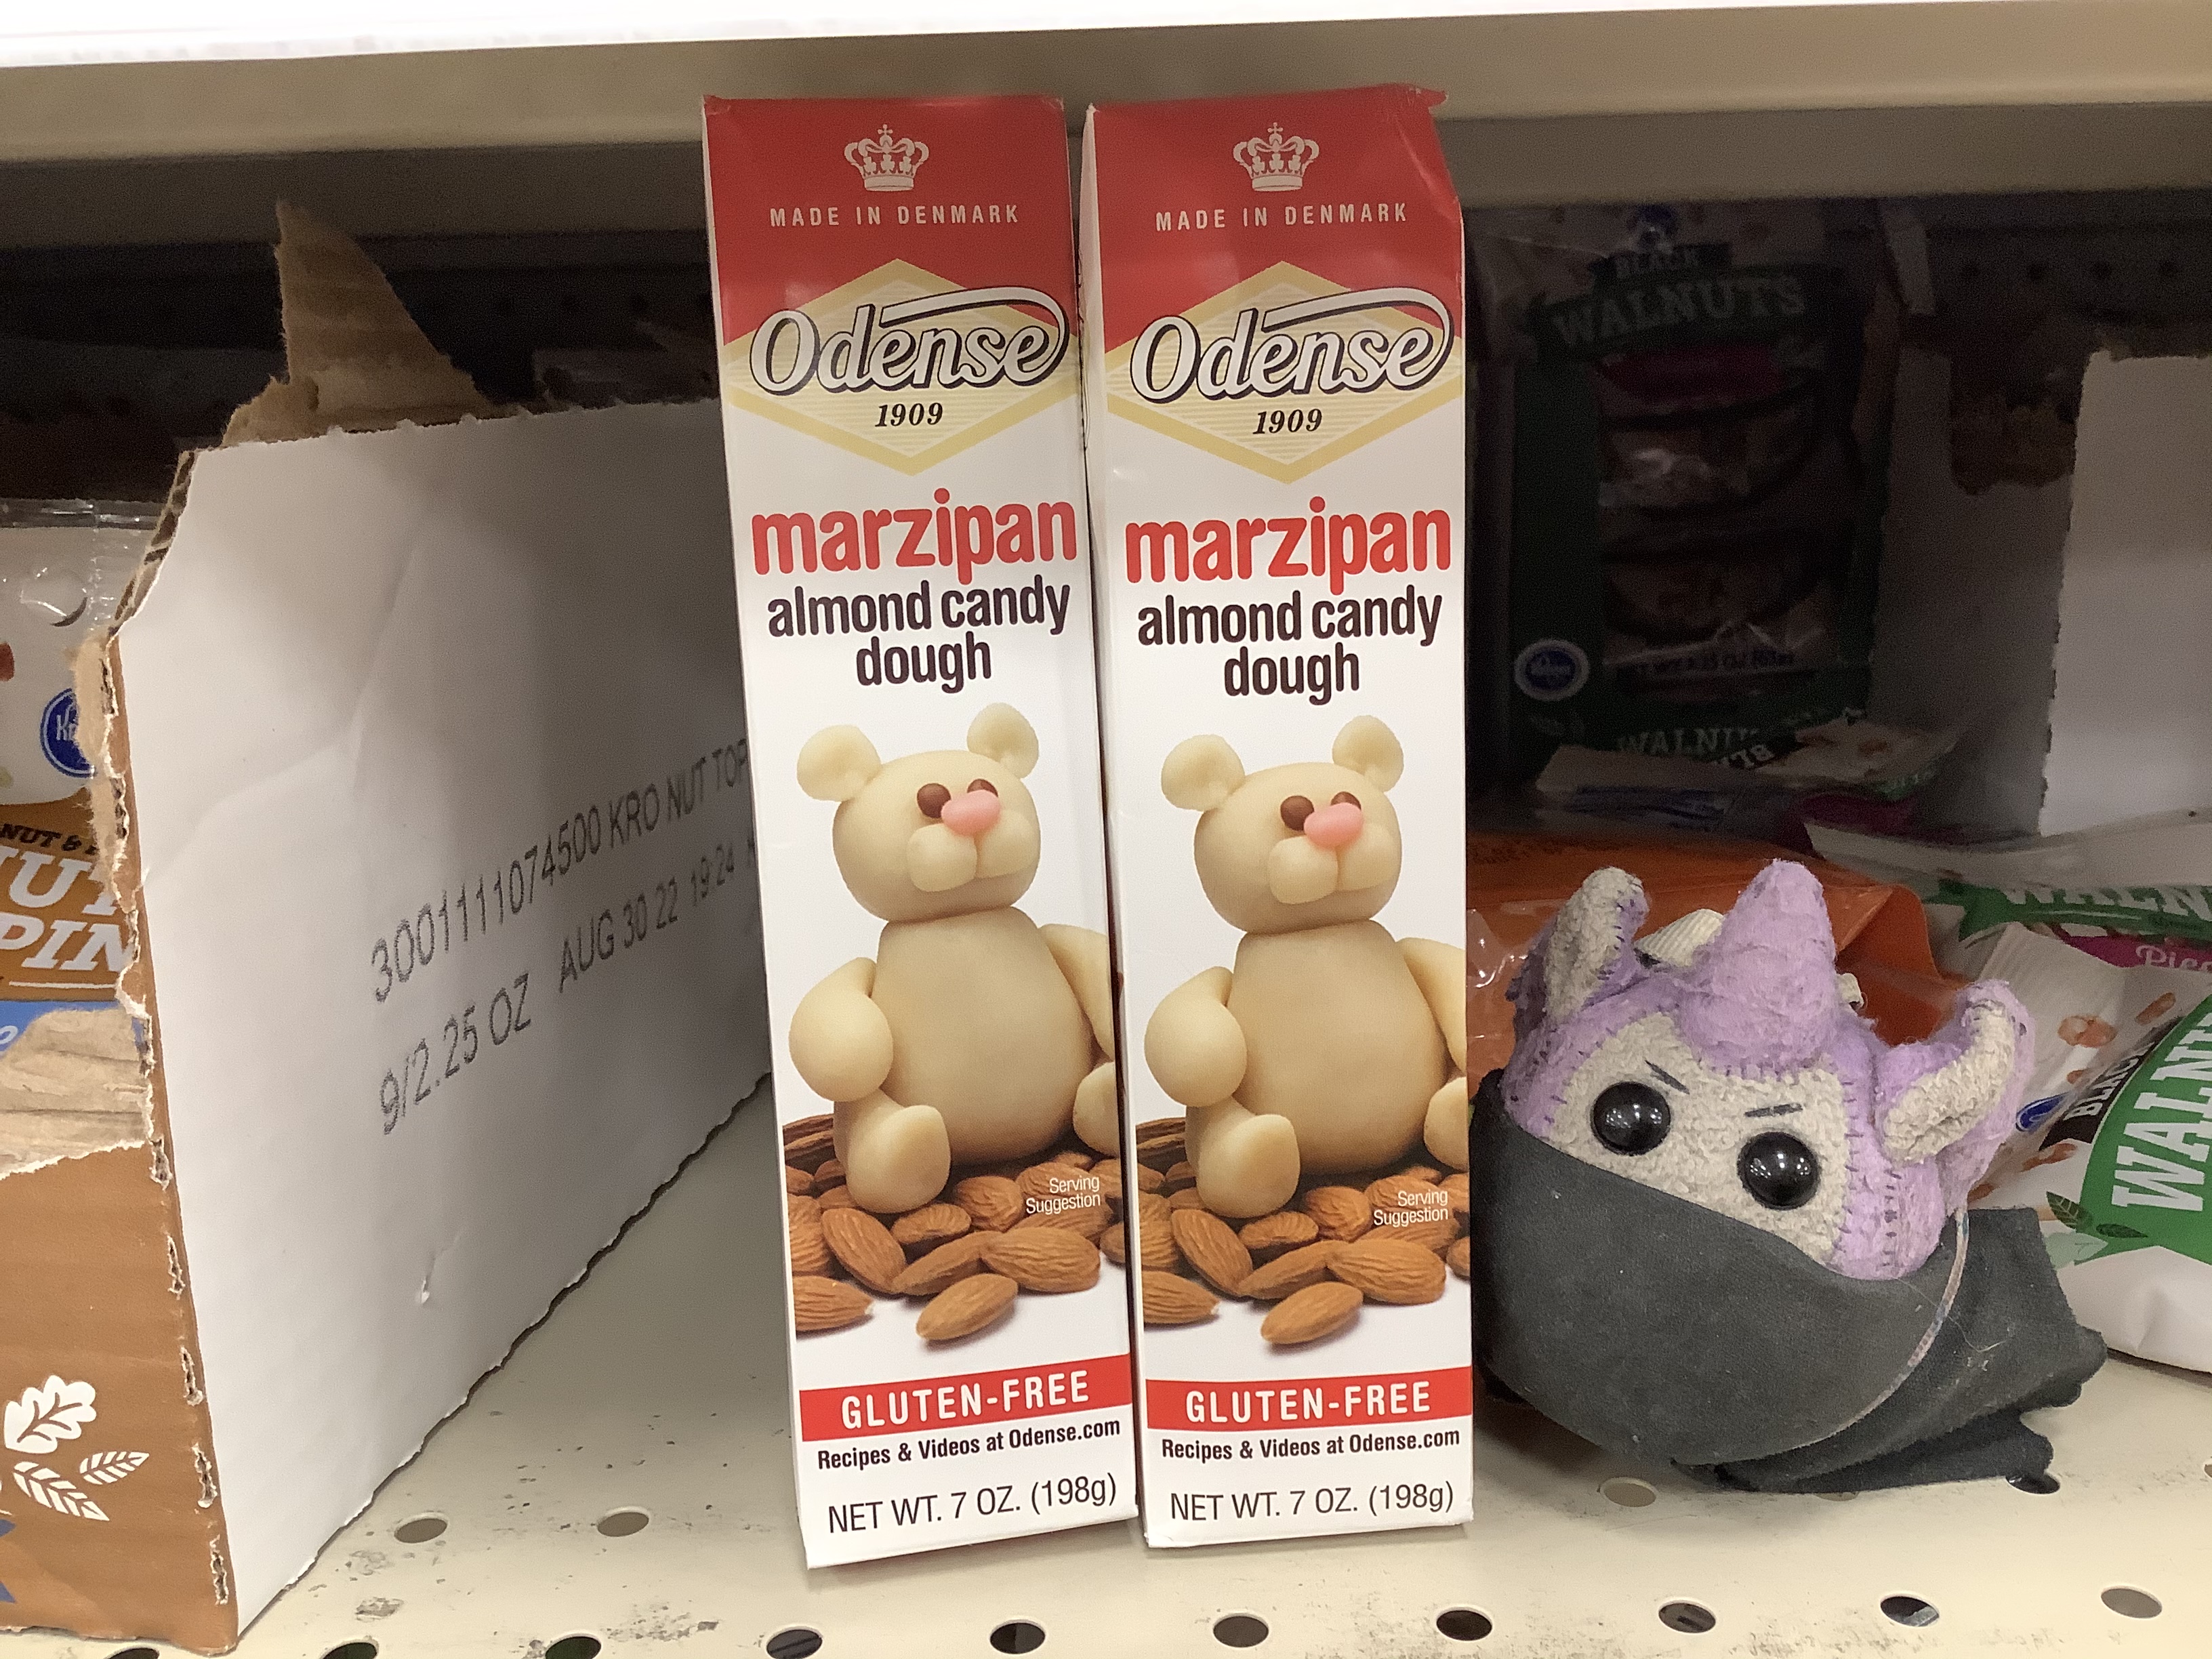 MADE IN DENMARK
Odense
1909
marzipan
almond candy
dough
Serving
Suggestion
GLUTEN-FREE
Recipes & Videos at Odense.com
NET WT. 7 OZ. (198g)
MADE IN DENMARK
Odense
1909
marzipan
almond candy
dough
Serving
Suggestion
GLUTEN-FREE
Recipes & Videos at Odense.com
NET WT. 7 OZ. (198g)
3001111074500 KRO NUT TOP
9/2.25 OZ AUG 30 22 19:24
NUT &
BLACK
WALNUTS